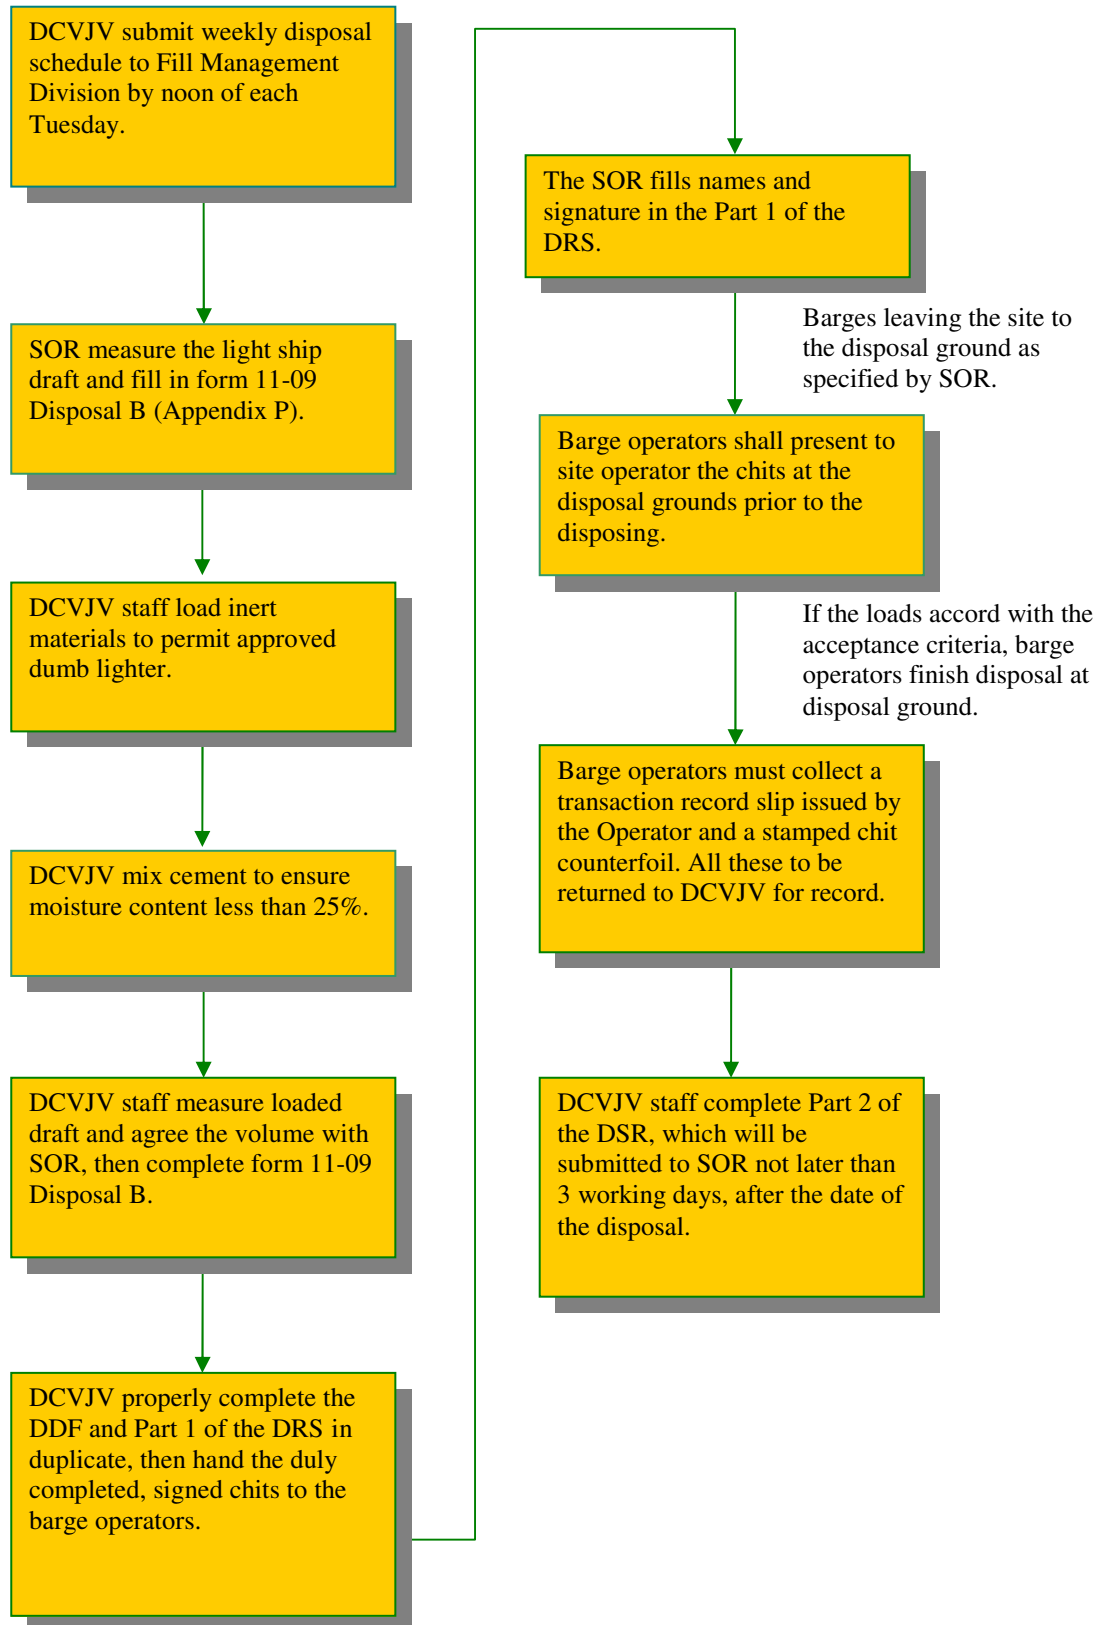 DCVJV submit weekly disposal
schedule to Fill Management
Division by noon of each
Tuesday.
SOR measure the light ship
draft and fill in form 11-09
Disposal B (Appendix P).
DCVJV staff load inert
materials to permit approved
dumb lighter.
DCVJV mix cement to ensure
moisture content less than 25%.
DCVJV staff measure loaded
draft and agree the volume with
SOR, then complete form 11-09
Disposal B.
DCVJV properly complete the
DDF and Part 1 of the DRS in
duplicate, then hand the duly
completed, signed chits to the
barge operators.
The SOR fills names and
signature in the Part 1 of the
DRS.
Barges leaving the site to
the disposal ground as
specified by SOR.
Barge operators shall present to
site operator the chits at the
disposal grounds prior to the
disposing.
If the loads accord with the
acceptance criteria, barge
operators finish disposal at
disposal ground.
Barge operators must collect a
transaction record slip issued by
the Operator and a stamped chit
counterfoil. All these to be
returned to DCVJV for record.
DCVJV staff complete Part 2 of
the DSR, which will be
submitted to SOR not later than
3 working days, after the date of
the disposal.